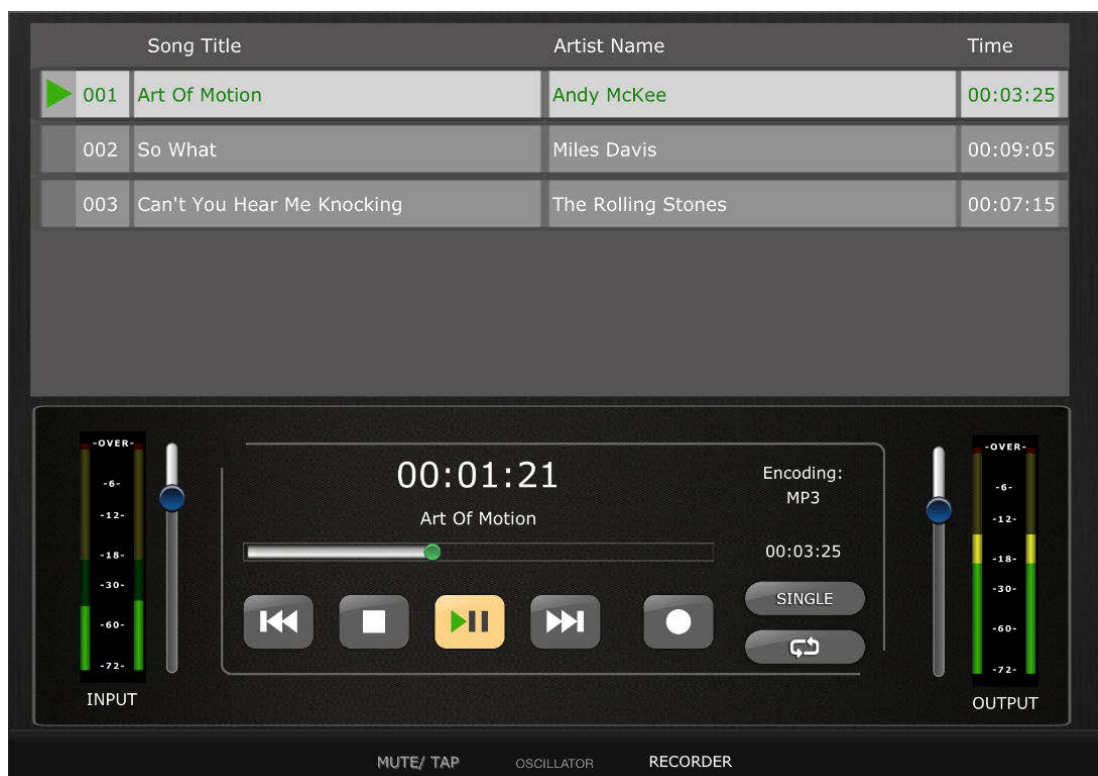 Song Title Artist Name Time
001 Art Of Motion Andy McKee 00:03:25
002 So What Miles Davis 00:09:05
003 Can't You Hear Me Knocking The Rolling Stones 00:07:15
-OVER-
-6-
-12-
-18-
-30-
-60-
-72-
INPUT
00:01:21
Art Of Motion
Encoding:
MP3
00:03:25
SINGLE
-OVER-
-6-
-12-
-18-
-30-
-60-
-72-
OUTPUT
MUTE/ TAP OSCILLATOR RECORDER